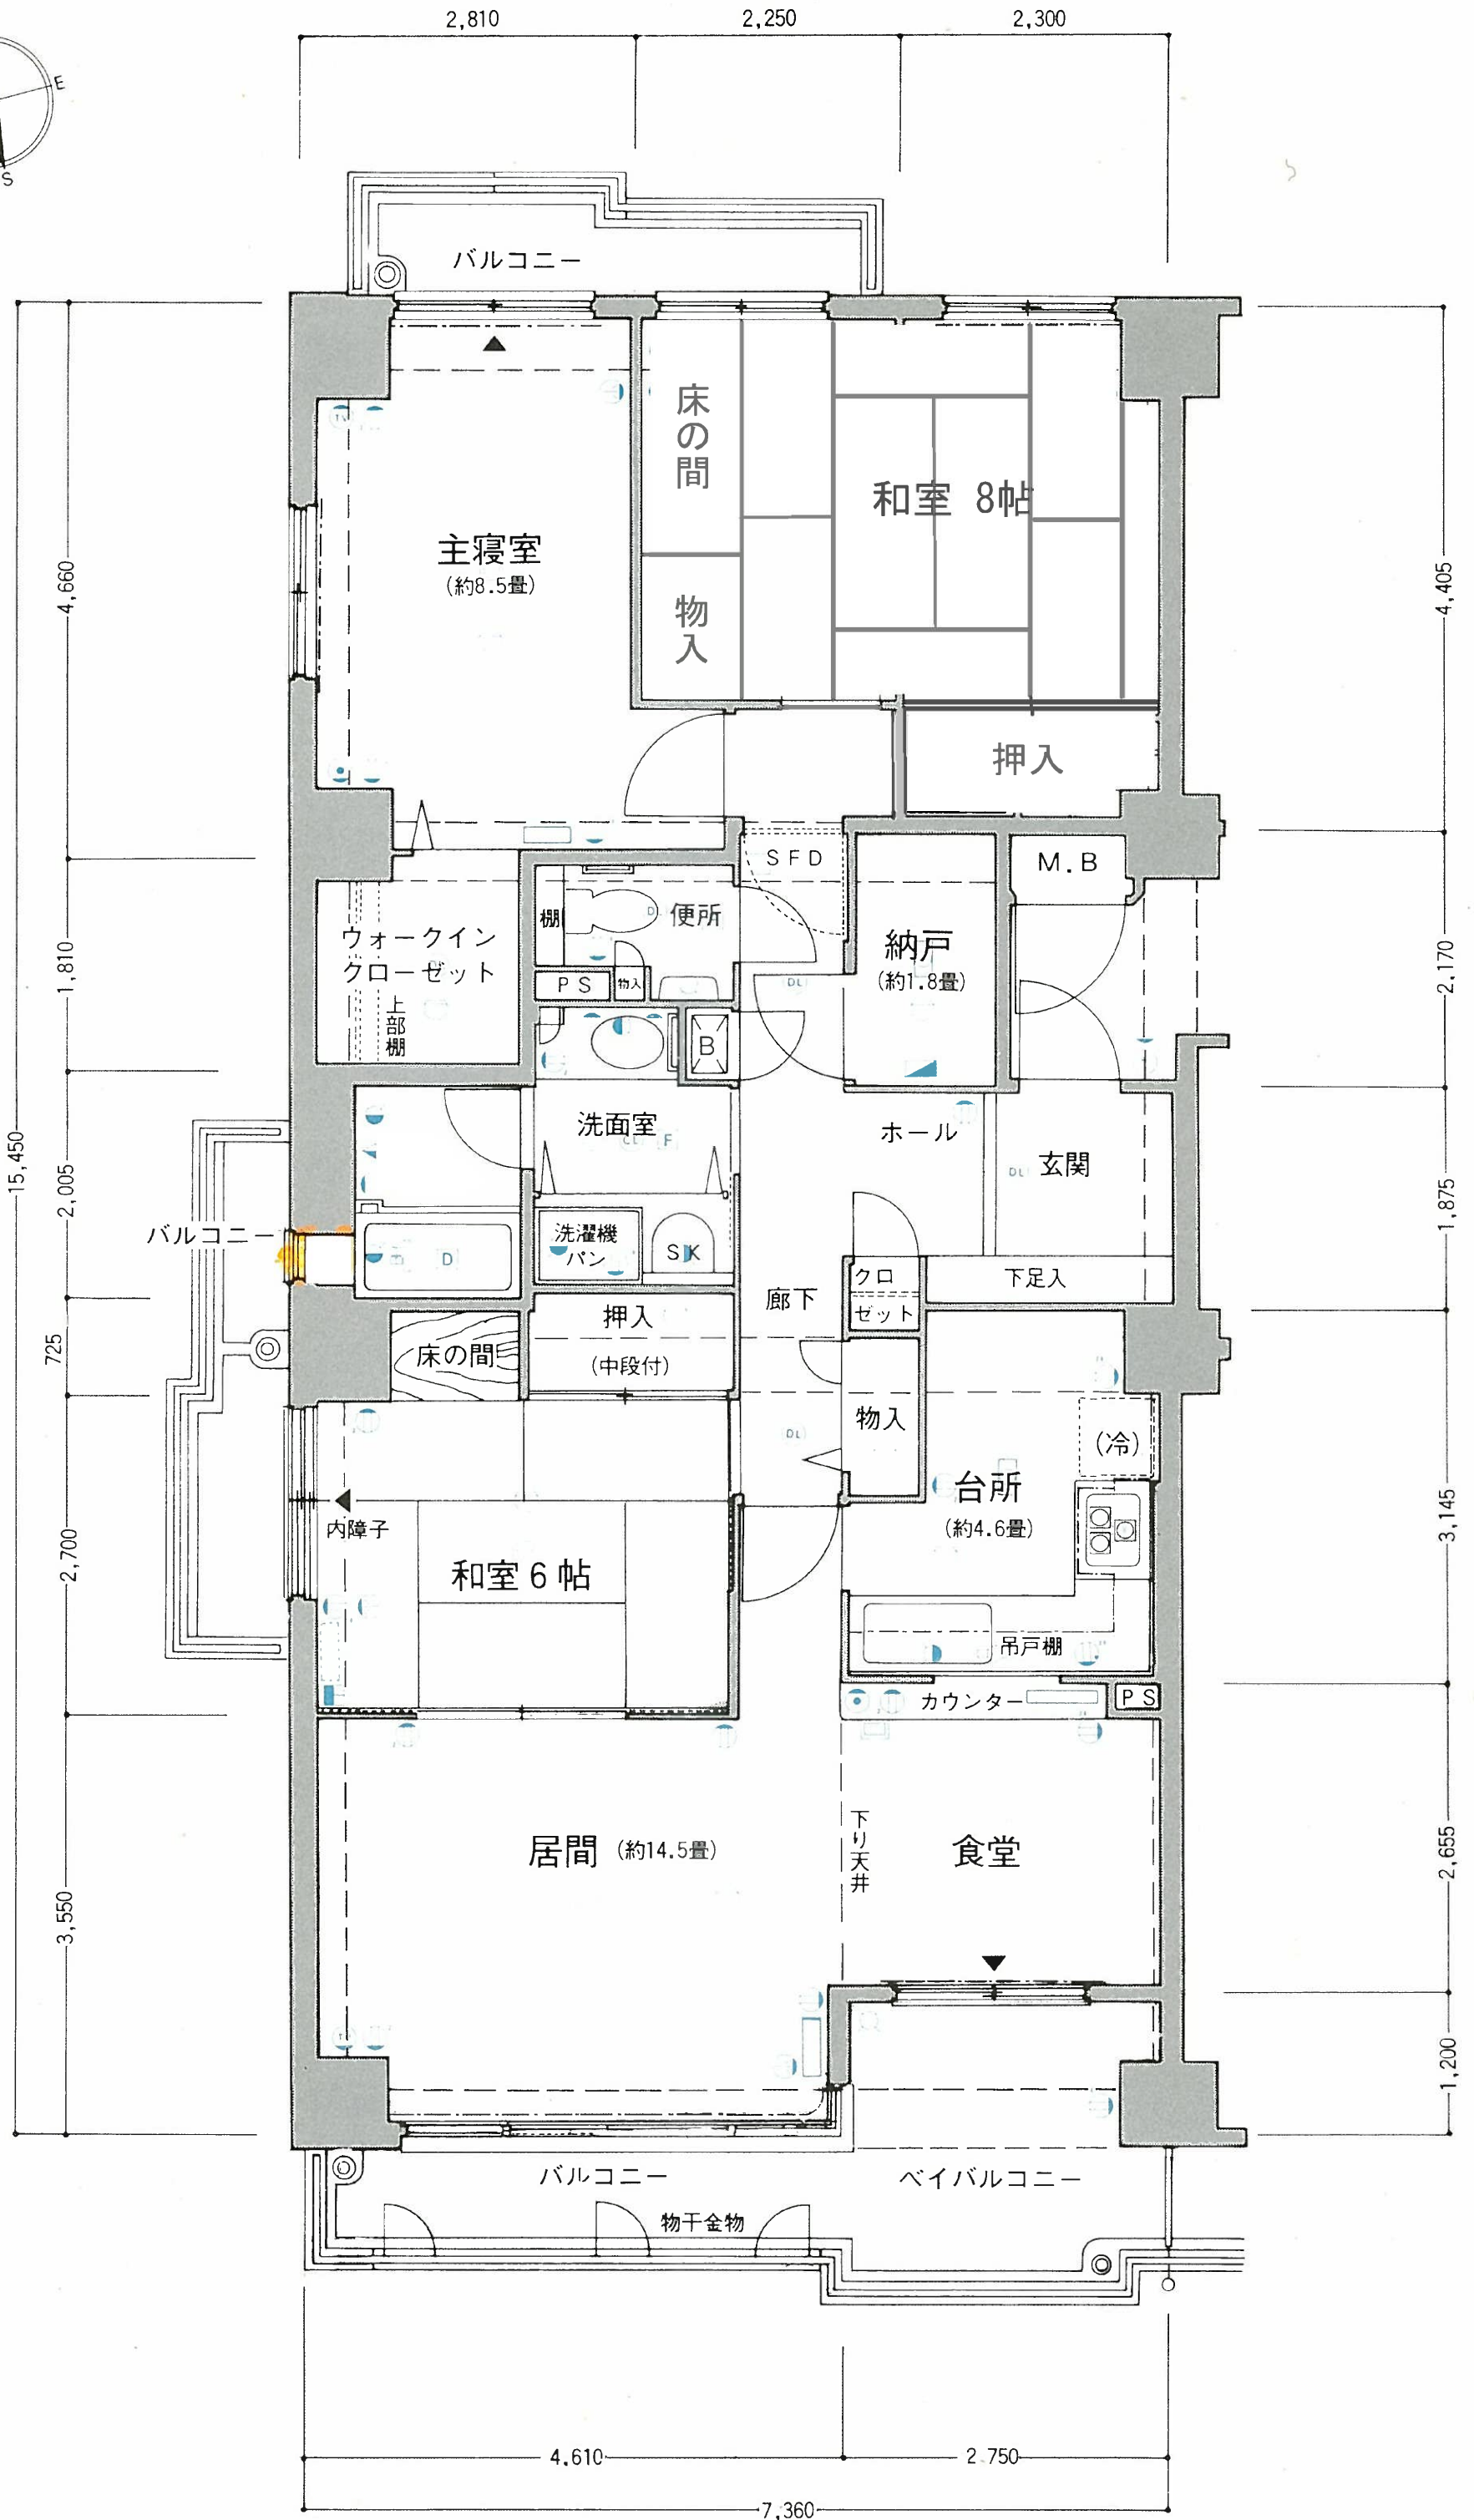 2,810
2,250
2,300
E
S
バルコニー
床の間
和室 8帖
主寝室
(約8.5畳)
物入
押入
4,660
4,405
15,450
SFD
M.B
棚
便所
納戸
(約1.8畳)
ウォークイン
クローゼット
上部棚
PS
物入
DL
B
1,810
2,170
洗面室
ホール
玄関
DL
2,005
1,875
バルコニー
D
洗濯機
パン
SK
廊下
クロ
ゼット
下足入
押入
(中段付)
床の間
725
物入
DL
(冷)
台所
(約4.6畳)
内障子
和室6帖
2,700
3,145
吊戸棚
カウンター
PS
居間 (約14.5畳)
下り天井
食堂
3,550
2,655
1,200
バルコニー
ベイバルコニー
物干金物
4.610
2 750
7,360